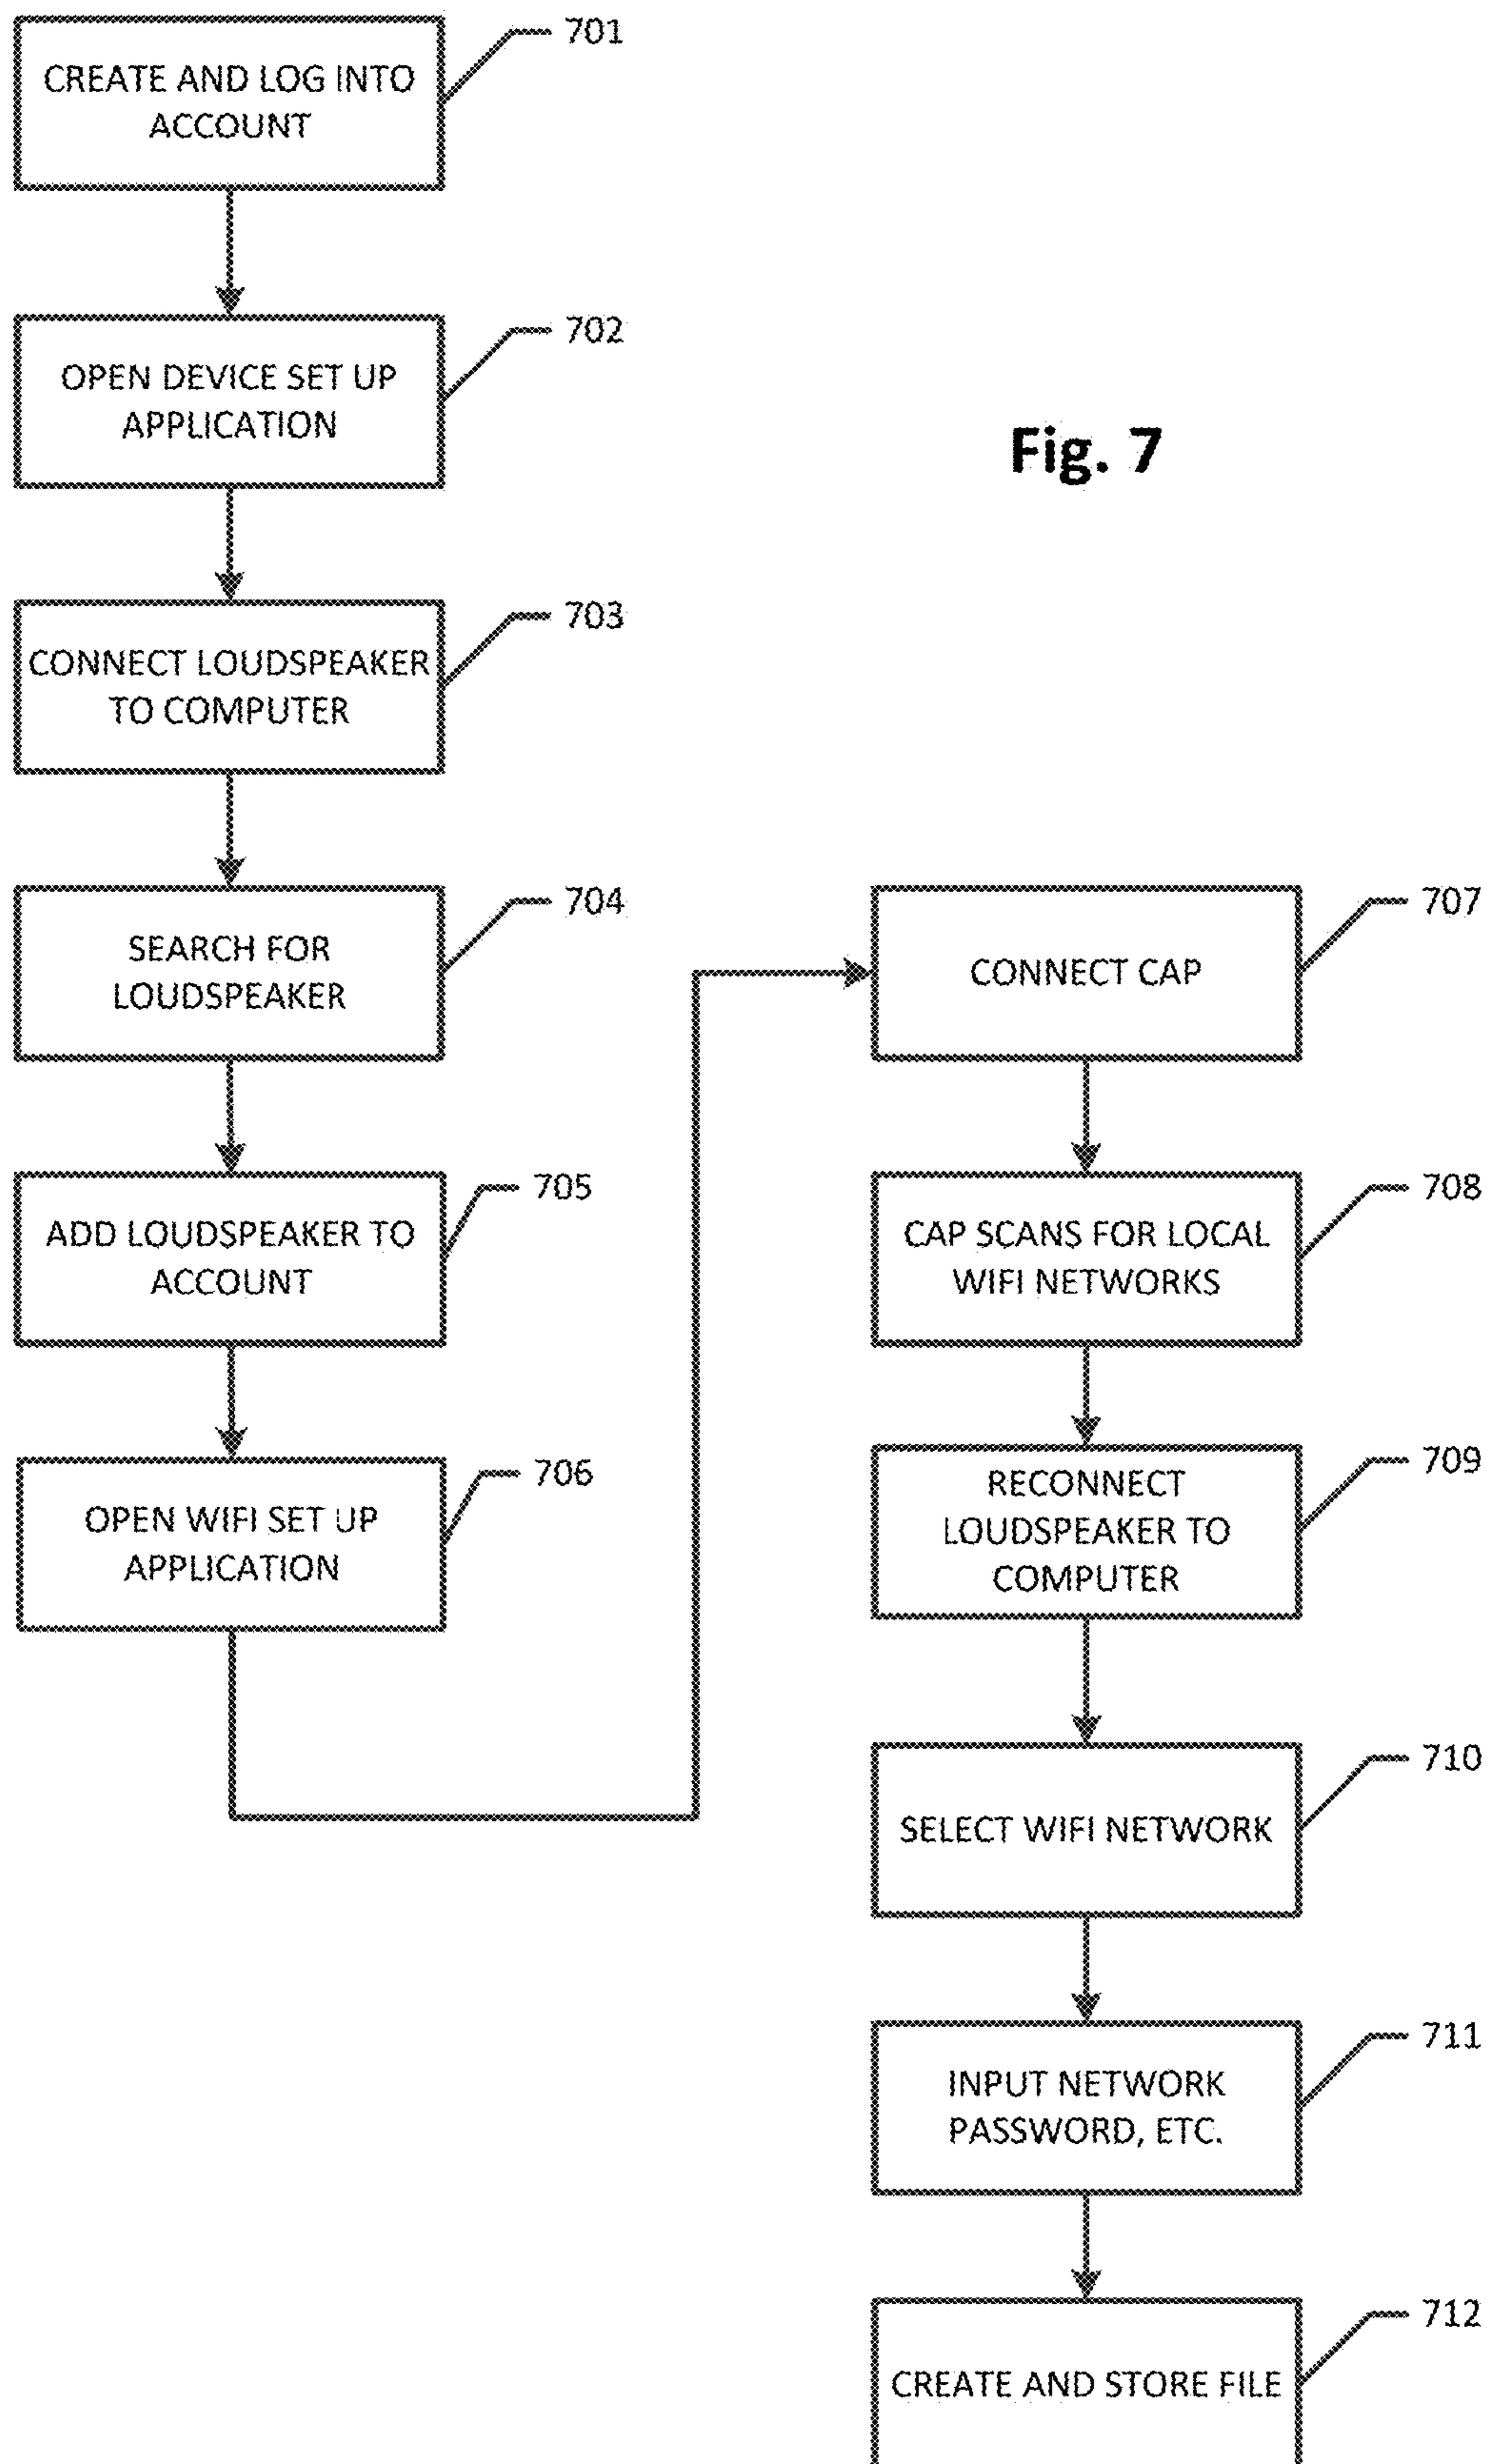 CREATE AND LOG INTO
ACCOUNT
701
OPEN DEVICE SET UP
APPLICATION
702
Fig. 7
CONNECT LOUDSPEAKER
TO COMPUTER
703
SEARCH FOR
LOUDSPEAKER
704
ADD LOUDSPEAKER TO
ACCOUNT
705
OPEN WIFI SET UP
APPLICATION
706
CONNECT CAP
707
CAP SCANS FOR LOCAL
WIFI NETWORKS
708
RECONNECT
LOUDSPEAKER TO
COMPUTER
709
SELECT WIFI NETWORK
710
INPUT NETWORK
PASSWORD, ETC.
711
CREATE AND STORE FILE
712